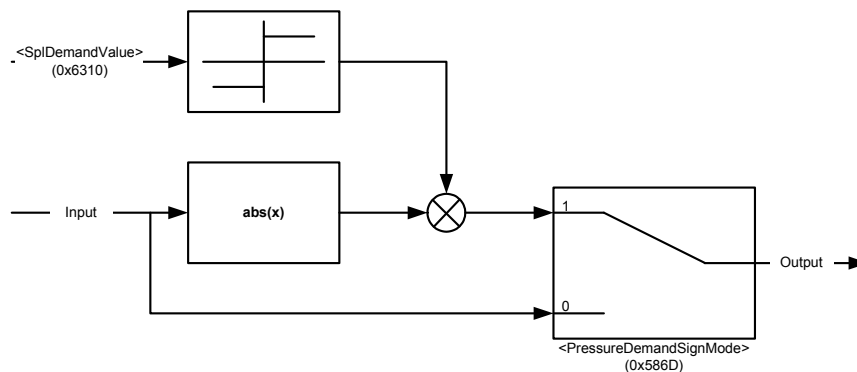 <SplDemandValue>
(0x6310)
Input
abs(x)
1
0
Output
<PressureDemandSignMode>
(0x586D)